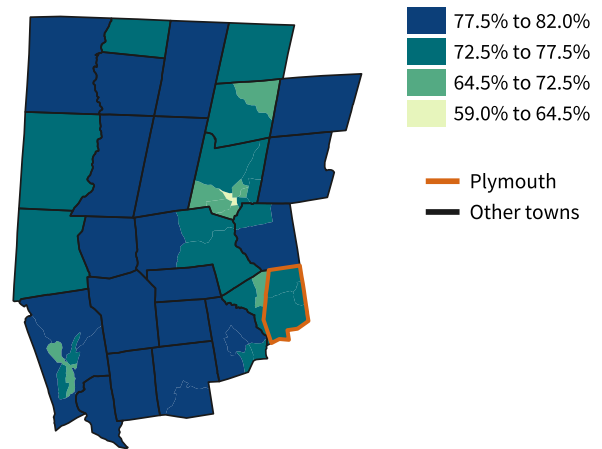 77.5% to 82.0%
72.5% to 77.5%
64.5% to 72.5%
59.0% to 64.5%
Plymouth
Other towns